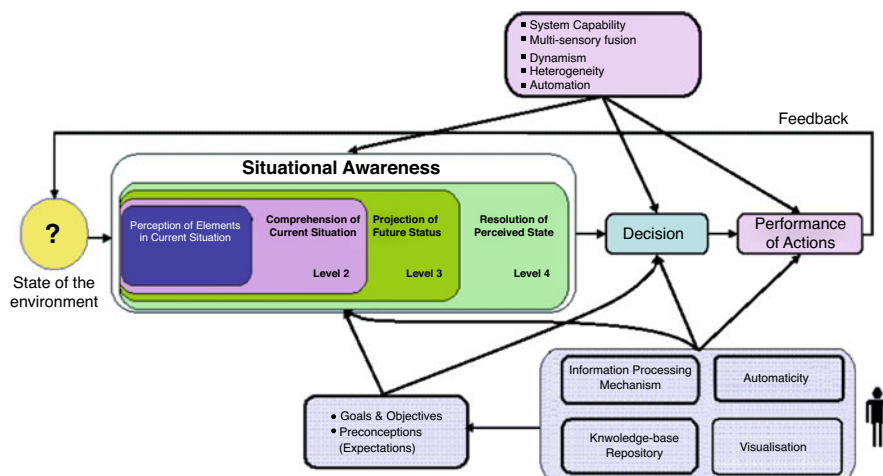 System Capability
Multi-sensory fusion
Dynamism
Heterogeneity
Automation
Feedback
Situational Awareness
Perception of Elements
in Current Situation
Comprehension of
Current Situation
Level 2
Projection of
Future Status
Level 3
Resolution of
Perceived State
Level 4
?
State of the
environment
Decision
Performance
of Actions
Goals & Objectives
Preconceptions
(Expectations)
Information Processing
Mechanism
Automaticity
Knwoledge-base
Repository
Visualisation